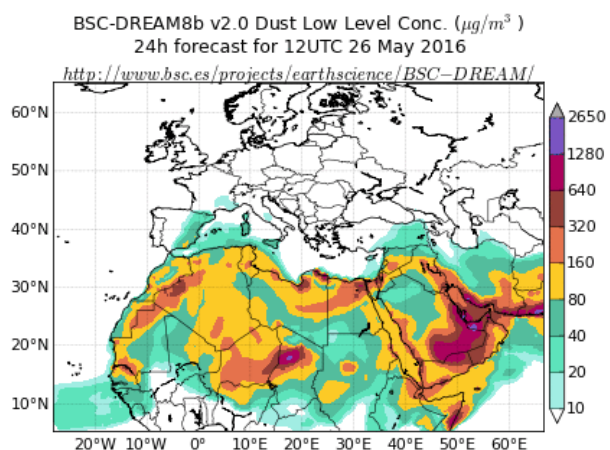 BSC-DREAM8b v2.0 Dust Low Level Conc. (μg/m³ )
24h forecast for 12UTC 26 May 2016
http://www.bsc.es/projects/earthscience/BSC−DREAM/
60°N
50°N
40°N
30°N
20°N
10°N
20°W 10°W 0° 10°E 20°E 30°E 40°E 50°E 60°E
2650
1280
640
320
160
80
40
20
10